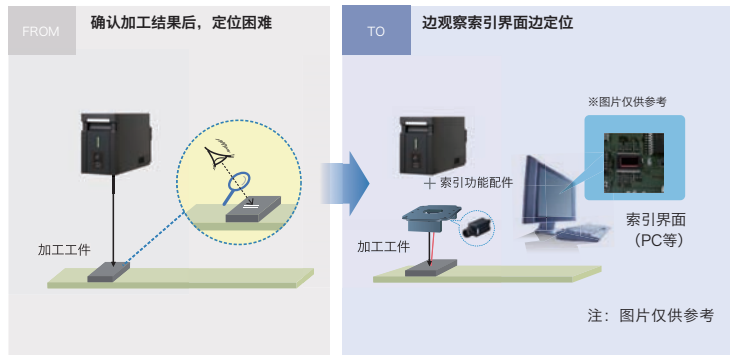 FROM
确认加工结果后，定位困难
加工工件
TO
边观察索引界面边定位
※图片仅供参考
索引功能配件
加工工件
索引界面
（PC等）
注：图片仅供参考